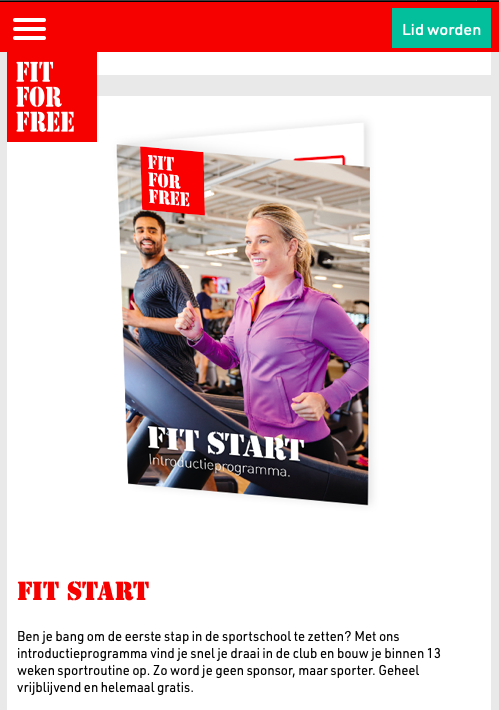 Lid worden
FIT
FOR
FREE
FIT
FOR
FREE
FIT START
Introductieprogramma.
FIT START
Ben je bang om de eerste stap in de sportschool te zetten? Met ons
introductieprogramma vind je snel je draai in de club en bouw je binnen 13
weken sportroutine op. Zo word je geen sponsor, maar sporter. Geheel
vrijblijvend en helemaal gratis.